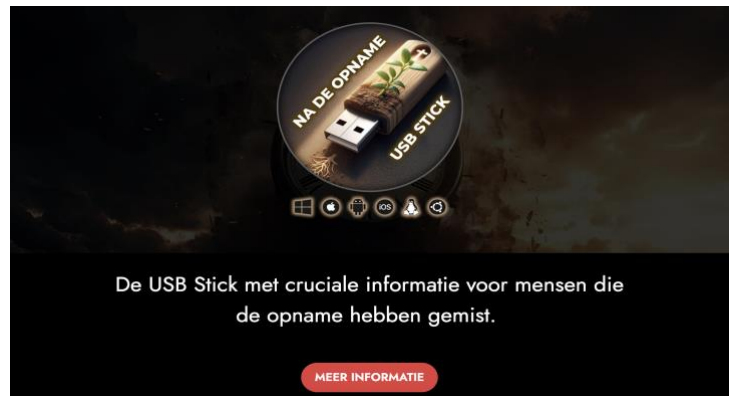 NA DE OPNAME
USB STICK
iOS
De USB Stick met cruciale informatie voor mensen die
de opname hebben gemist.
MEER INFORMATIE